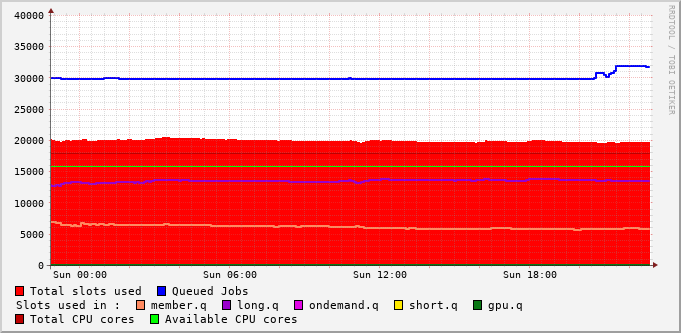 RRDTOOL / TOBI OETIKER
40000
35000
30000
25000
20000
15000
10000
5000
0
Sun 00:00 Sun 06:00 Sun 12:00 Sun 18:00
Total slots used Queued Jobs
Slots used in : member.q long.q ondemand.q short.q gpu.q
Total CPU cores Available CPU cores